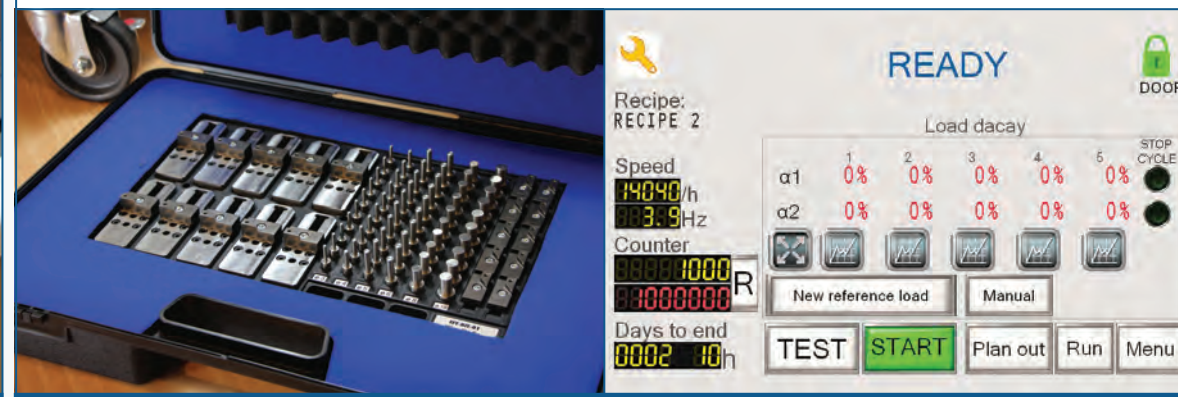 READY
DOOR
Recipe:
RECIPE 2
Load dacay
STOP
CYCLE
1 2 3 4 5
Speed
14040/h
3.9Hz
α1 0% 0% 0% 0% 0%
α2 0% 0% 0% 0% 0%
Counter
1000
1000000
R
New reference load
Manual
Days to end
0002 10h
TEST
START
Plan out
Run
Menu